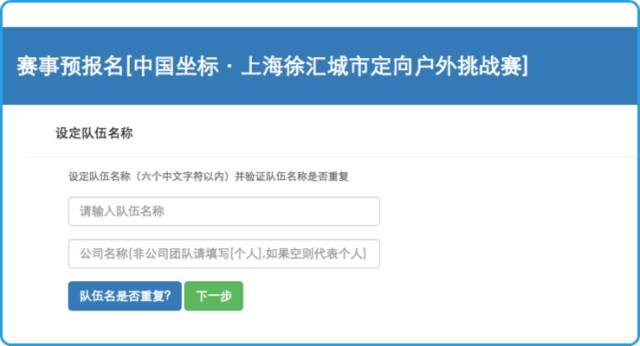 赛事预报名[中国坐标·上海徐汇城市定向户外挑战赛]
设定队伍名称
设定队伍名称（六个中文字符以内）并验证队伍名称是否重复
请输入队伍名称
公司名称(非公司团队请填写[个人],如果空则代表个人)
队伍名是否重复? 下一步